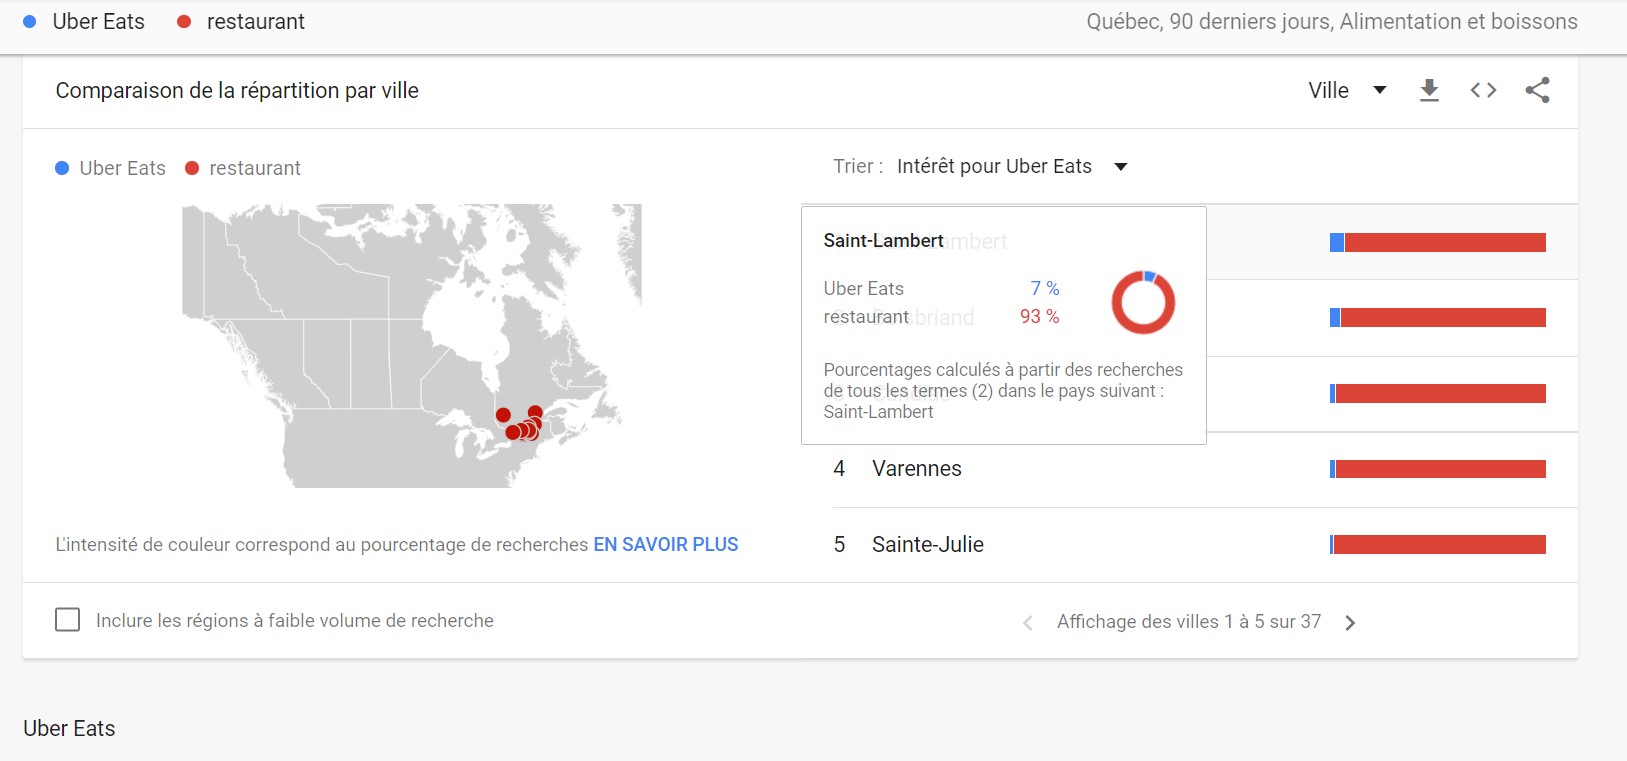 Uber Eats restaurant Québec, 90 derniers jours, Alimentation et boissons
Comparaison de la répartition par ville
Ville
Uber Eats restaurant
Trier : Intérêt pour Uber Eats
Saint-Lambert
Uber Eats 7 %
restaurant 93 %
Pourcentages calculés à partir des recherches
de tous les termes (2) dans le pays suivant :
Saint-Lambert
4 Varennes
5 Sainte-Julie
L'intensité de couleur correspond au pourcentage de recherches EN SAVOIR PLUS
Inclure les régions à faible volume de recherche
Affichage des villes 1 à 5 sur 37
Uber Eats